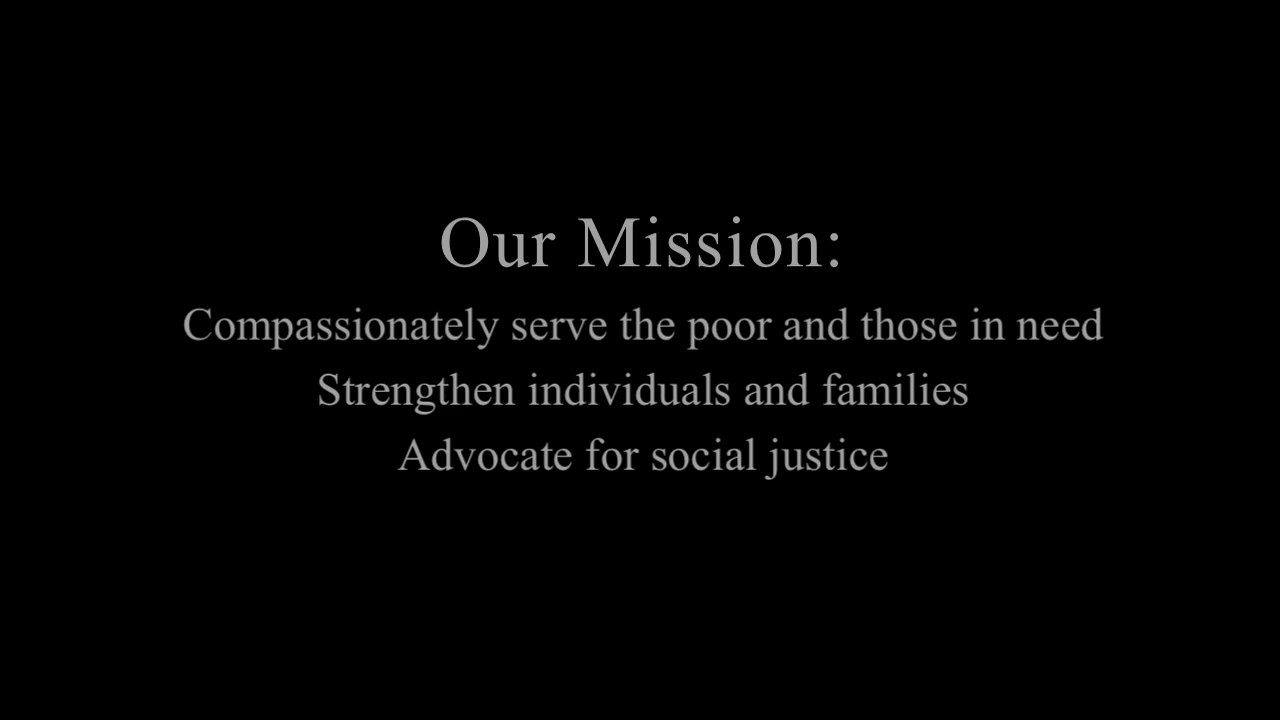 Our Mission:
Compassionately serve the poor and those in need
Strengthen individuals and families
Advocate for social justice